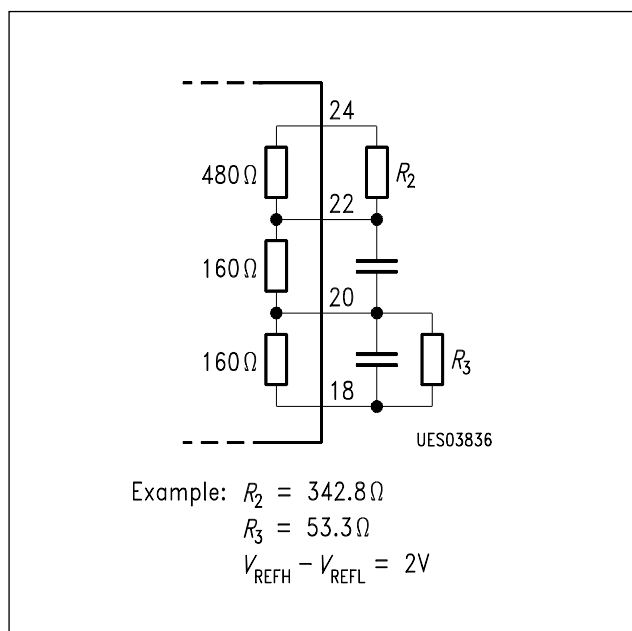 24
480Ω
R2
22
160Ω
20
160Ω
R3
18
UES03836
Example: R2 = 342.8Ω
R3 = 53.3Ω
VREFH – VREFL = 2V